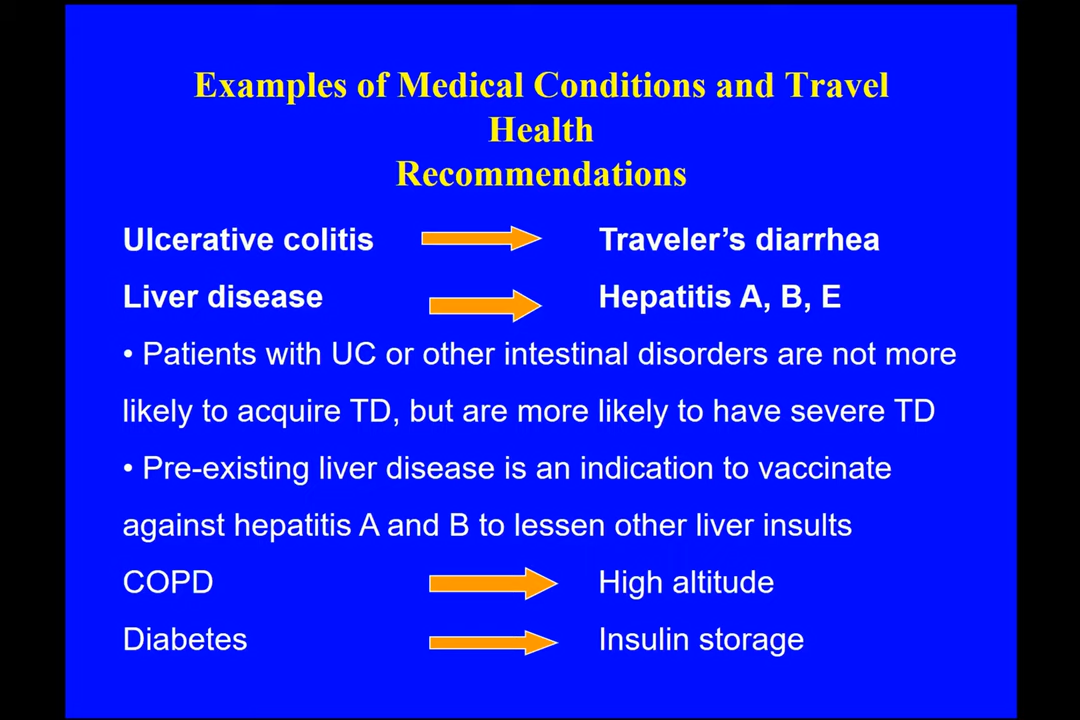 Examples of Medical Conditions and Travel
Health
Recommendations
Ulcerative colitis Traveler’s diarrhea
Liver disease Hepatitis A, B, E
• Patients with UC or other intestinal disorders are not more
likely to acquire TD, but are more likely to have severe TD
• Pre-existing liver disease is an indication to vaccinate
against hepatitis A and B to lessen other liver insults
COPD High altitude
Diabetes Insulin storage